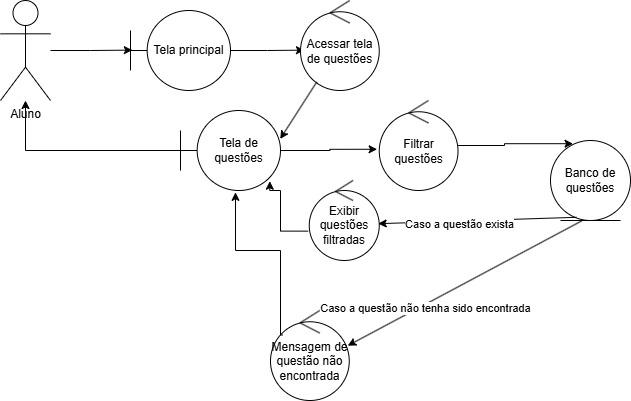 Tela principal
Acessar tela
de questões
Aluno
Tela de
questões
Filtrar
questões
Banco de
questões
Exibir
questões
filtradas
Caso a questão exista
Caso a questão não tenha sido encontrada
Mensagem de
questão não
encontrada